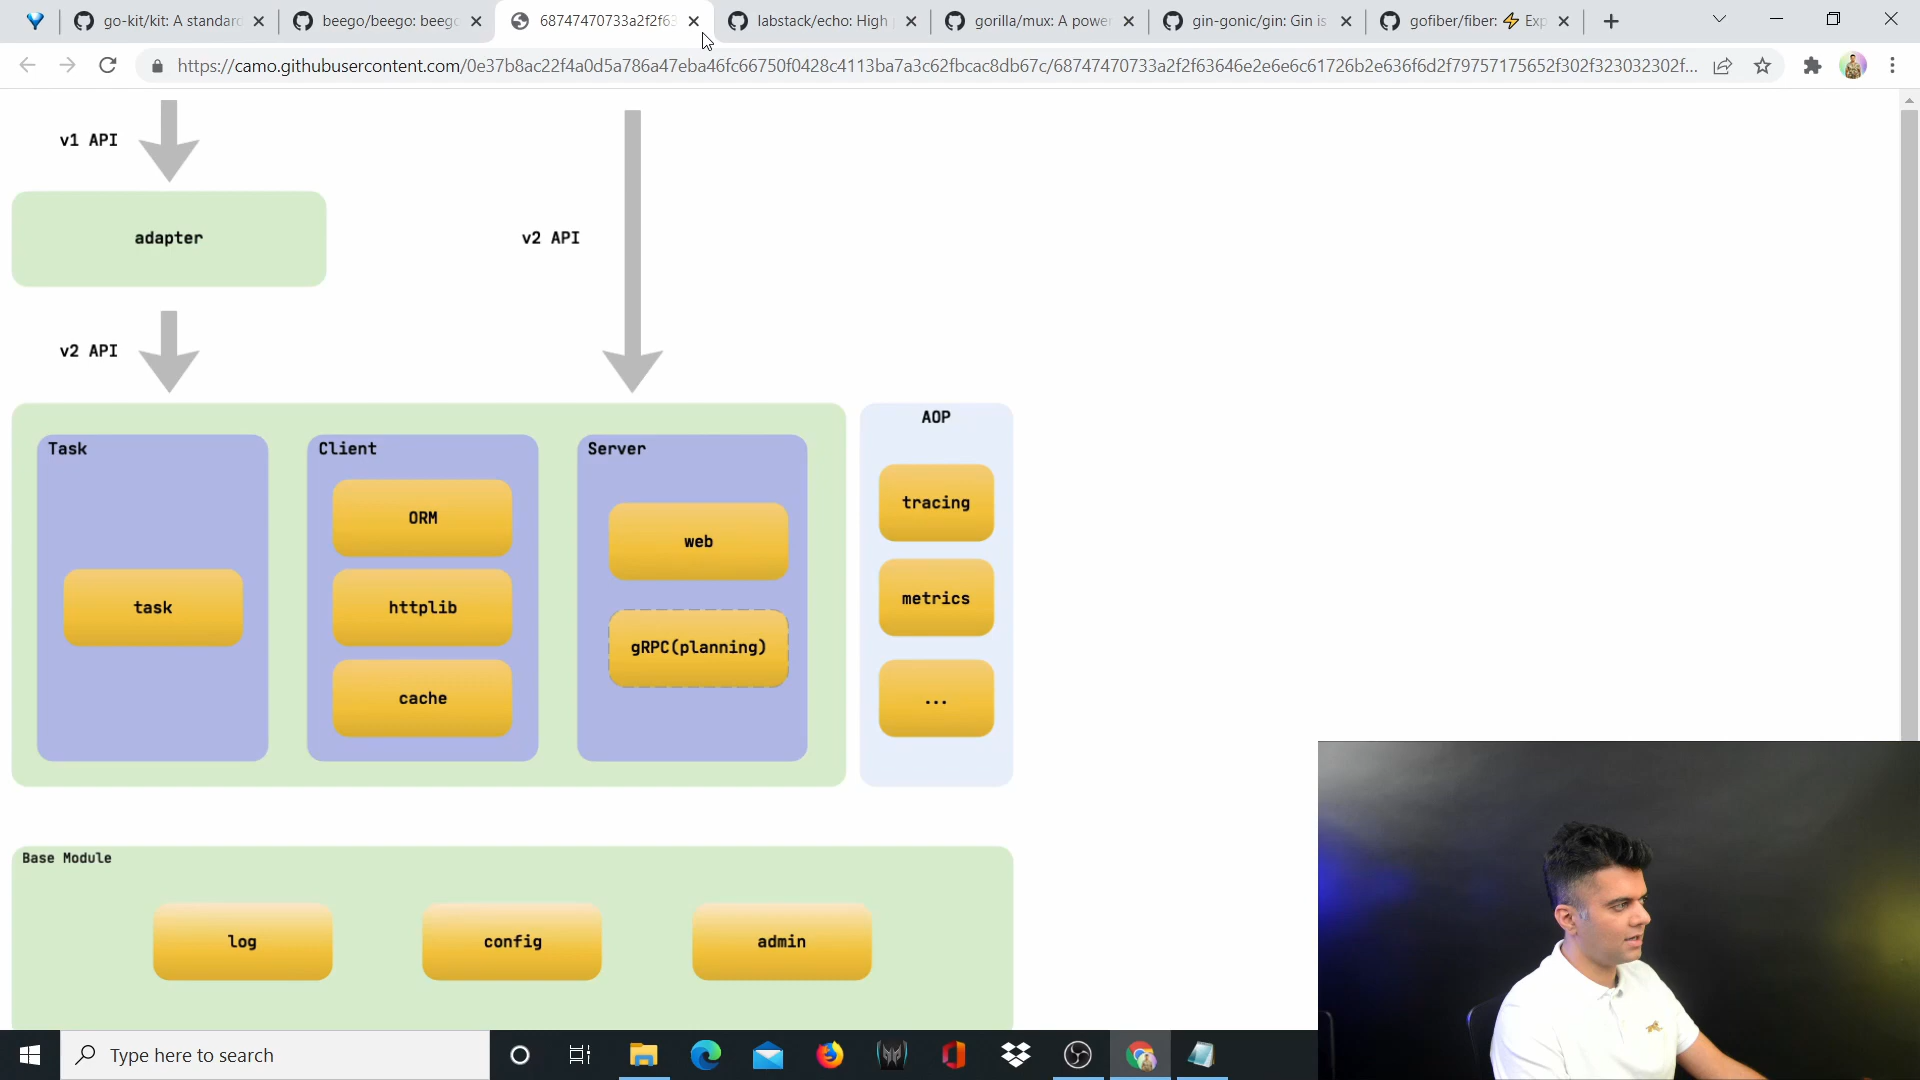 go-kit/kit: A standard
beego/beego: beego
68747470733a2f2f63
labstack/echo: High
gorilla/mux: A power
gin-gonic/gin: Gin is
gofiber/fiber: ⚡ Exp
https://camo.githubusercontent.com/0e37b8ac22f4a0d5a786a47eba46fc66750f0428c4113ba7a3c62fbcac8db67c/68747470733a2f2f63646e2e6e6c61726b2e636f6d2f79757175652f302f323032302f...
v1 API
adapter
v2 API
v2 API
Task
task
Client
ORM
httplib
cache
Server
web
gRPC(planning)
AOP
tracing
metrics
...
Base Module
log
config
admin
Type here to search